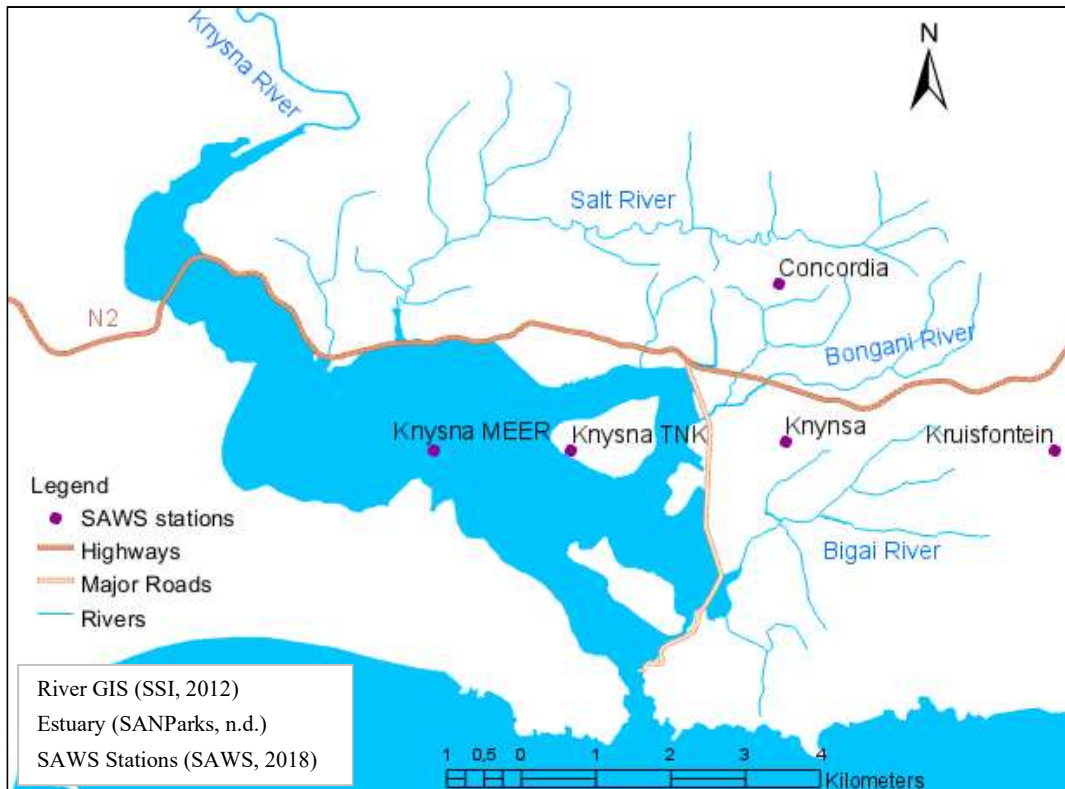 Knysna River
N
Salt River
Concordia
N2
Bongani River
Knysna MEER
Knysna TNK
Knynsa
Kruisfontein
Legend
SAWS stations
Highways
Major Roads
Rivers
Bigai River
River GIS (SSI, 2012)
Estuary (SANParks, n.d.)
SAWS Stations (SAWS, 2018)
1 0,5 0 1 2 3 4
Kilometers